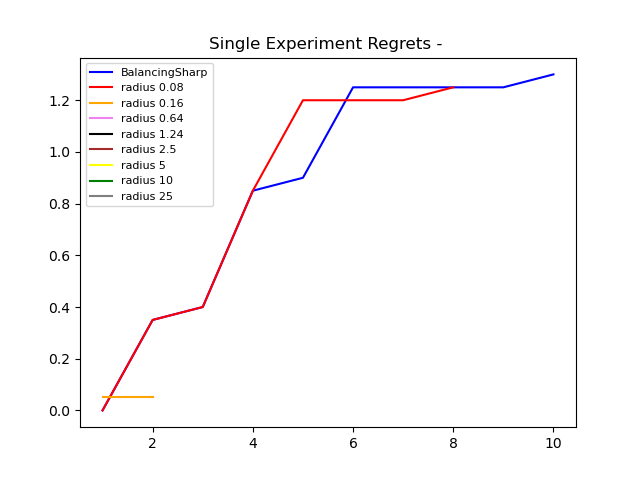 Single Experiment Regrets -
BalancingSharp
radius 0.08
radius 0.16
radius 0.64
radius 1.24
radius 2.5
radius 5
radius 10
radius 25
1.2
1.0
0.8
0.6
0.4
0.2
0.0
2 4 6 8 10